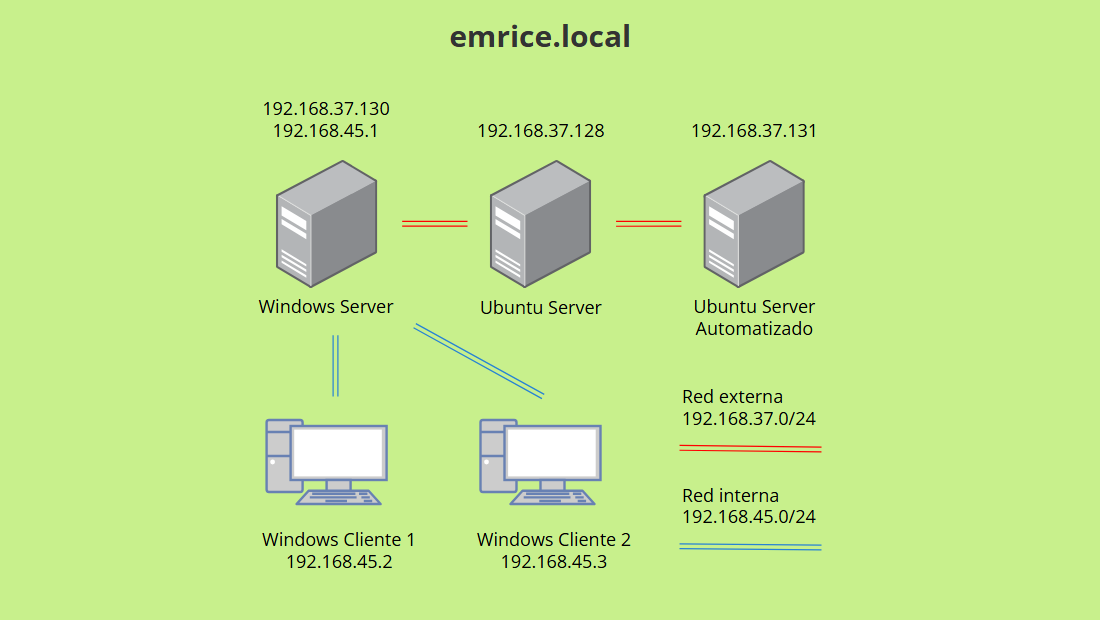 emrice.local
192.168.37.130
192.168.45.1
192.168.37.128
192.168.37.131
Windows Server
Ubuntu Server
Ubuntu Server
Automatizado
Red externa
192.168.37.0/24
Red interna
192.168.45.0/24
Windows Cliente 1
192.168.45.2
Windows Cliente 2
192.168.45.3